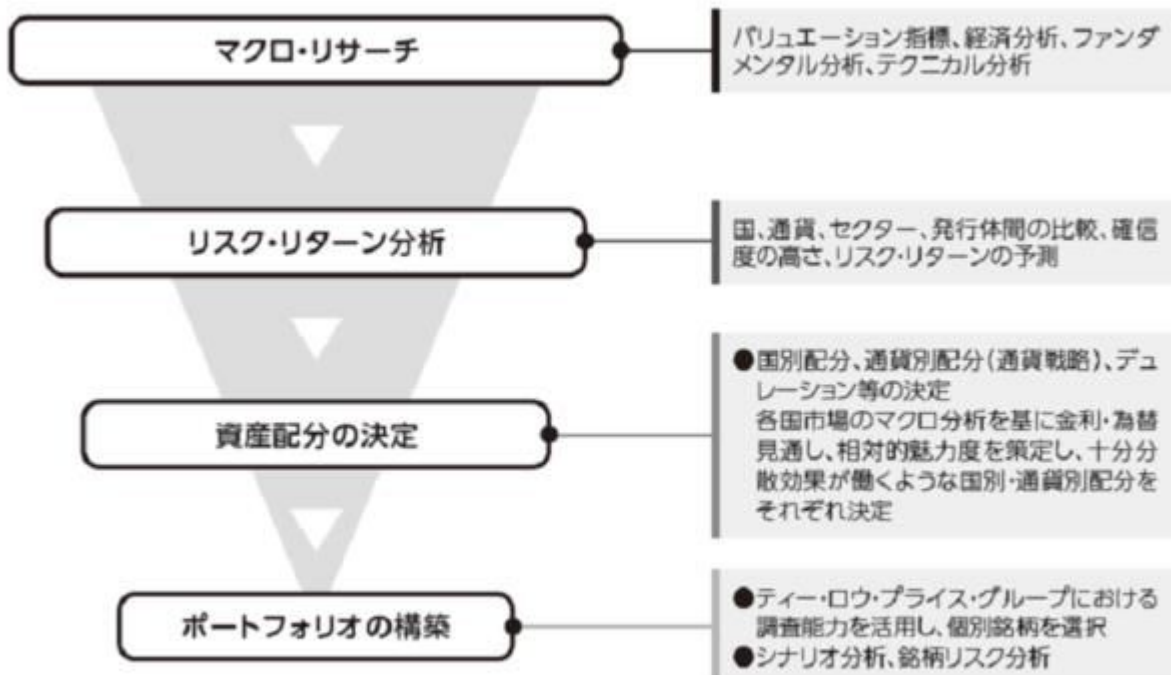 マクロ・リサーチ
バリュエーション指標、経済分析、ファンダ
メンタル分析、テクニカル分析
リスク・リターン分析
国、通貨、セクター、発行体間の比較、確信
度の高さ、リスク・リターンの予測
資産配分の決定
●国別配分、通貨別配分(通貨戦略)、デュ
レーション等の決定
各国市場のマクロ分析を基に金利・為替
見通し、相対的魅力度を策定し、十分分
散効果が働くような国別・通貨別配分を
それぞれ決定
ポートフォリオの構築
●ティー・ロウ・プライス・グループにおける
調査能力を活用し、個別銘柄を選択
●シナリオ分析、銘柄リスク分析